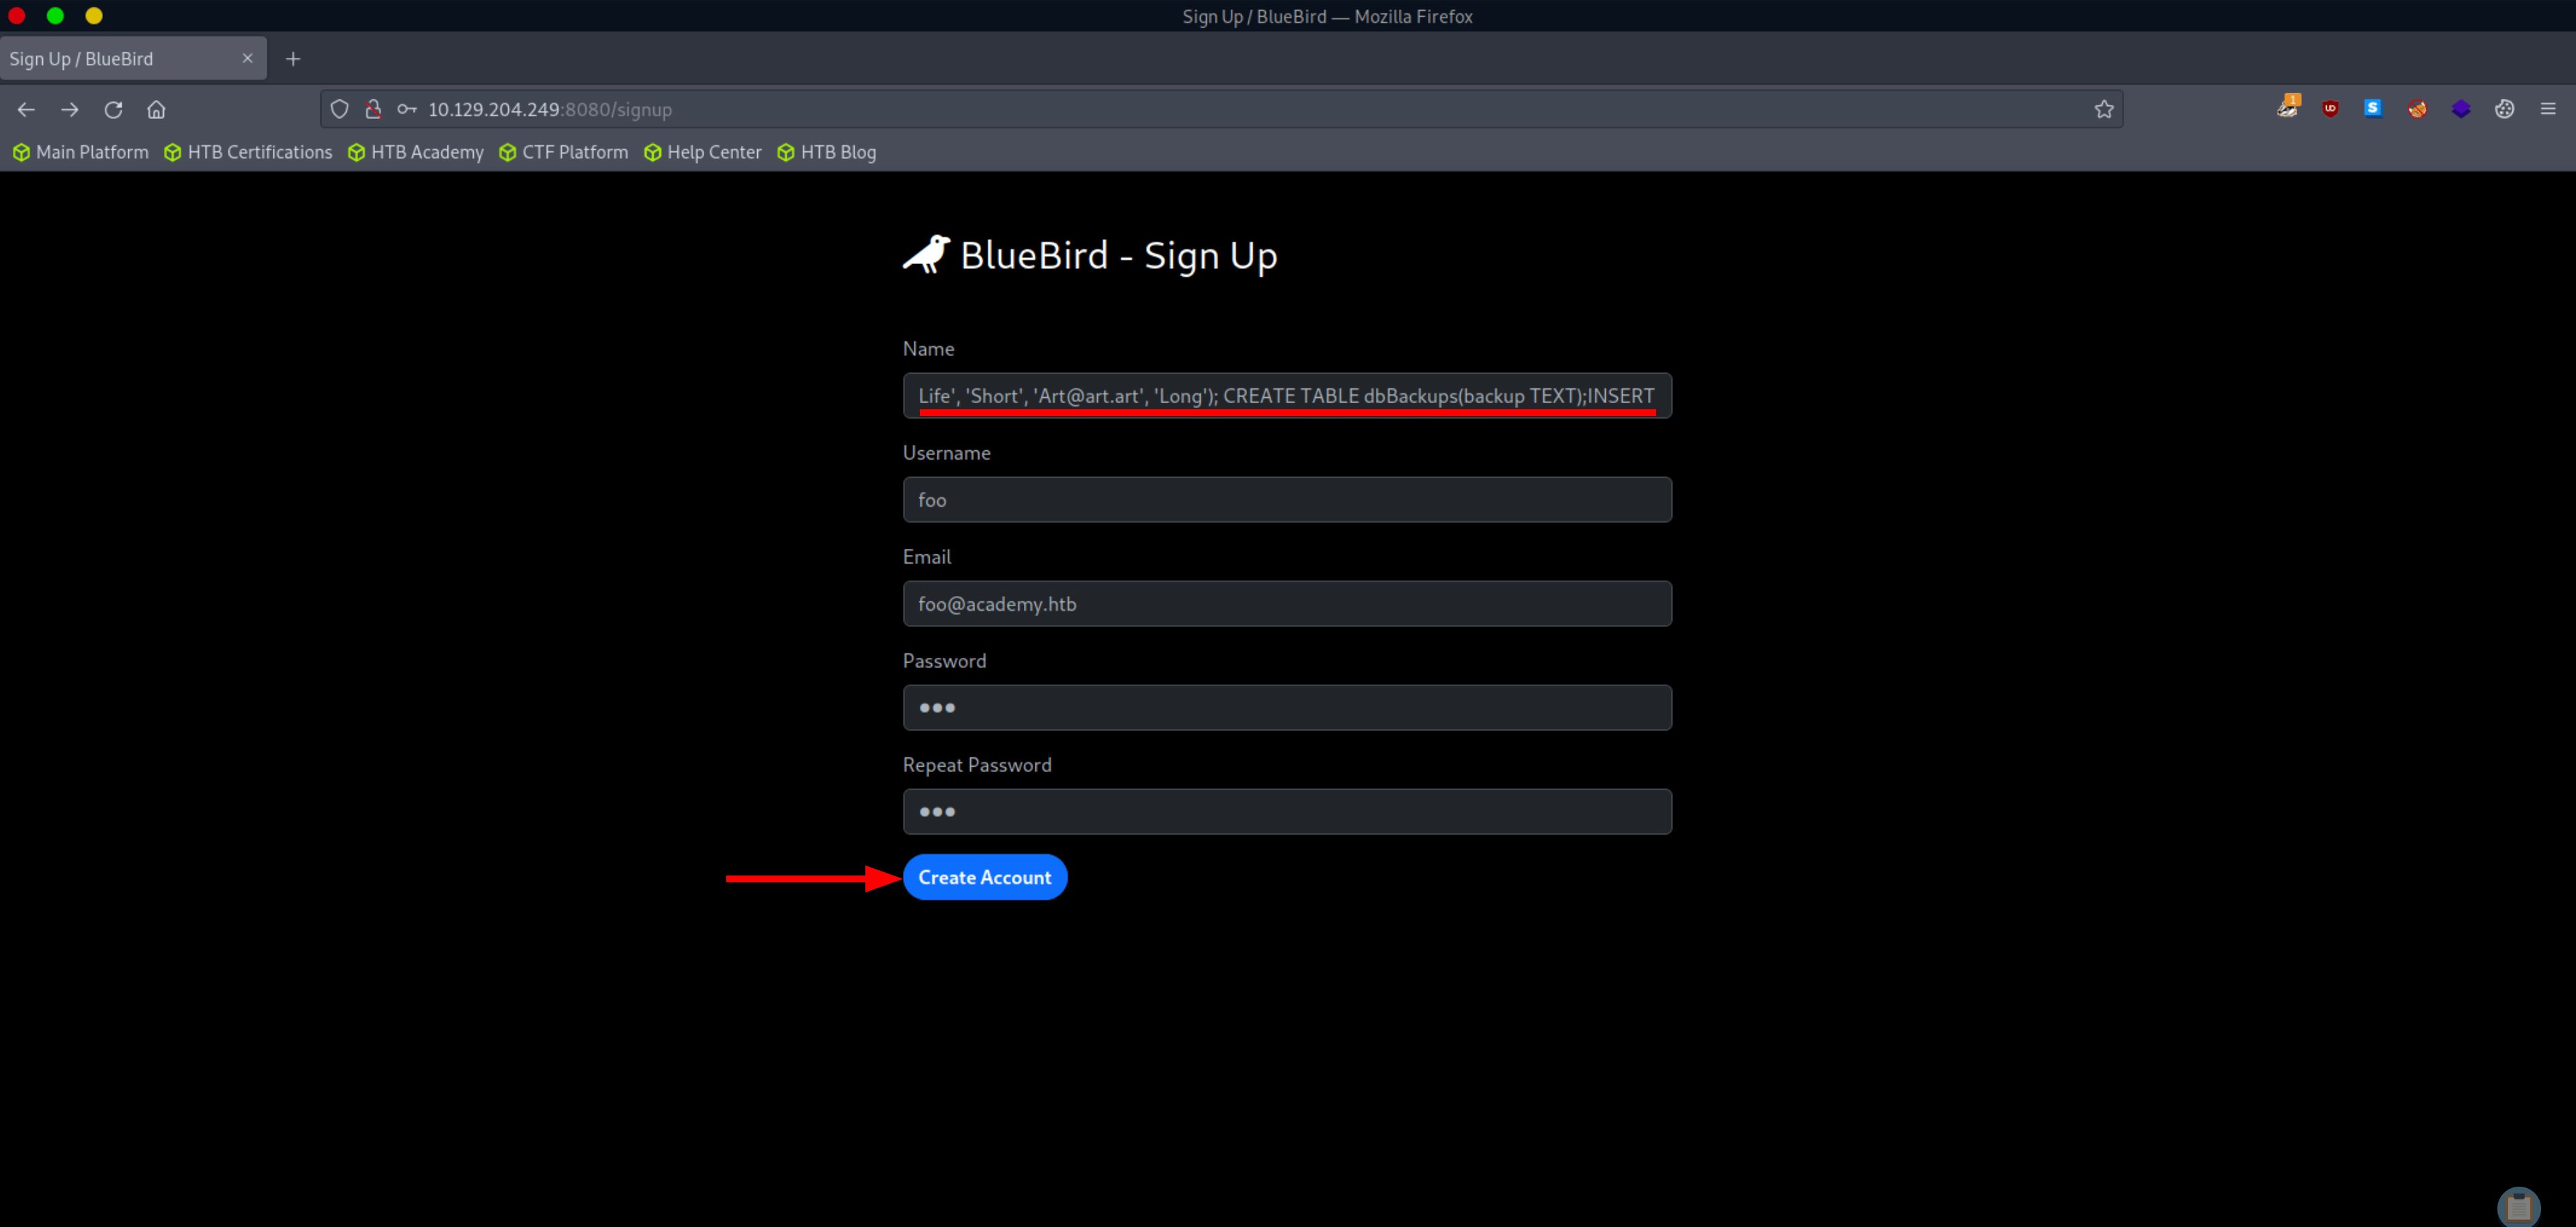 Sign Up / BlueBird — Mozilla Firefox
Sign Up / BlueBird
10.129.204.249:8080/signup
Main Platform HTB Certifications HTB Academy CTF Platform Help Center HTB Blog
BlueBird - Sign Up
Name
Life', 'Short', 'Art@art.art', 'Long'); CREATE TABLE dbBackups(backup TEXT);INSERT
Username
foo
Email
foo@academy.htb
Password
●●●
Repeat Password
●●●
Create Account